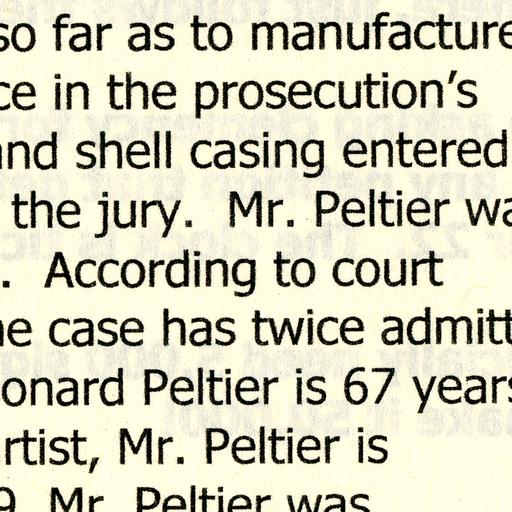 so far as to manufacture
ce in the prosecution's
and shell casing entered
the jury. Mr. Peltier wa
. According to court
ne case has twice admitt
onard Peltier is 67 years
rtist, Mr. Peltier is
9 Mr. Peltier was